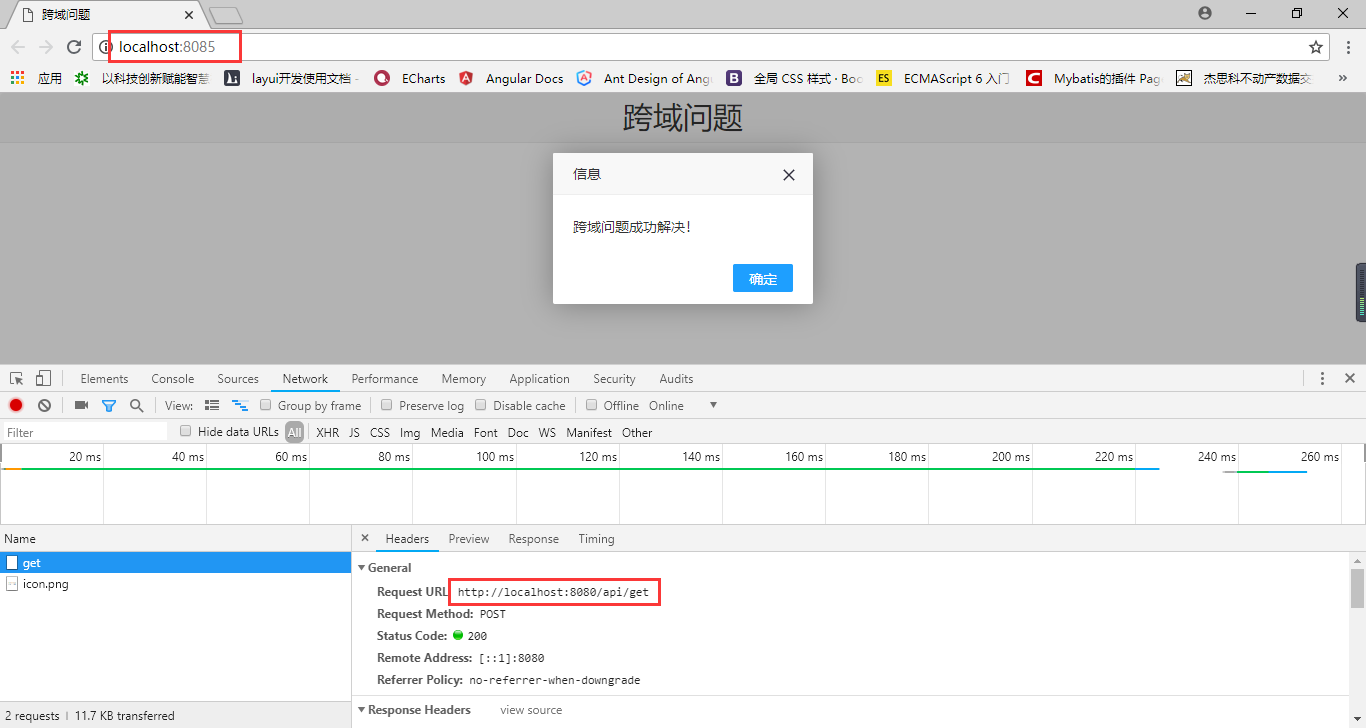 跨域问题
localhost:8085
应用 以科技创新赋能智慧 layui开发使用文档 - ECharts Angular Docs Ant Design of Angu 全局 CSS 样式 · Boo ECMAScript 6 入门 Mybatis的插件 Pag 杰思科不动产数据交 »
跨域问题
信息
跨域问题成功解决!
确定
Elements Console Sources Network Performance Memory Application Security Audits
View: Group by frame Preserve log Disable cache Offline Online
Filter Hide data URLs All XHR JS CSS Img Media Font Doc WS Manifest Other
20 ms 40 ms 60 ms 80 ms 100 ms 120 ms 140 ms 160 ms 180 ms 200 ms 220 ms 240 ms 260 ms
Name
get
icon.png
2 requests | 11.7 KB transferred
Headers Preview Response Timing
General
Request URL http://localhost:8080/api/get
Request Method: POST
Status Code: 200
Remote Address: [::1]:8080
Referrer Policy: no-referrer-when-downgrade
Response Headers view source